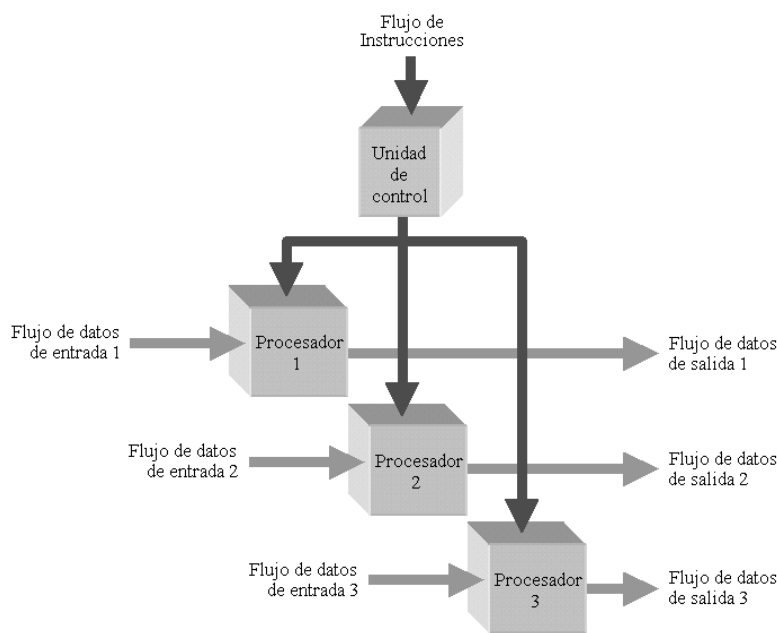 Flujo de
Instrucciones
Unidad
de
control
Flujo de datos
de entrada 1
Procesador
1
Flujo de datos
de salida 1
Flujo de datos
de entrada 2
Procesador
2
Flujo de datos
de salida 2
Flujo de datos
de entrada 3
Procesador
3
Flujo de datos
de salida 3